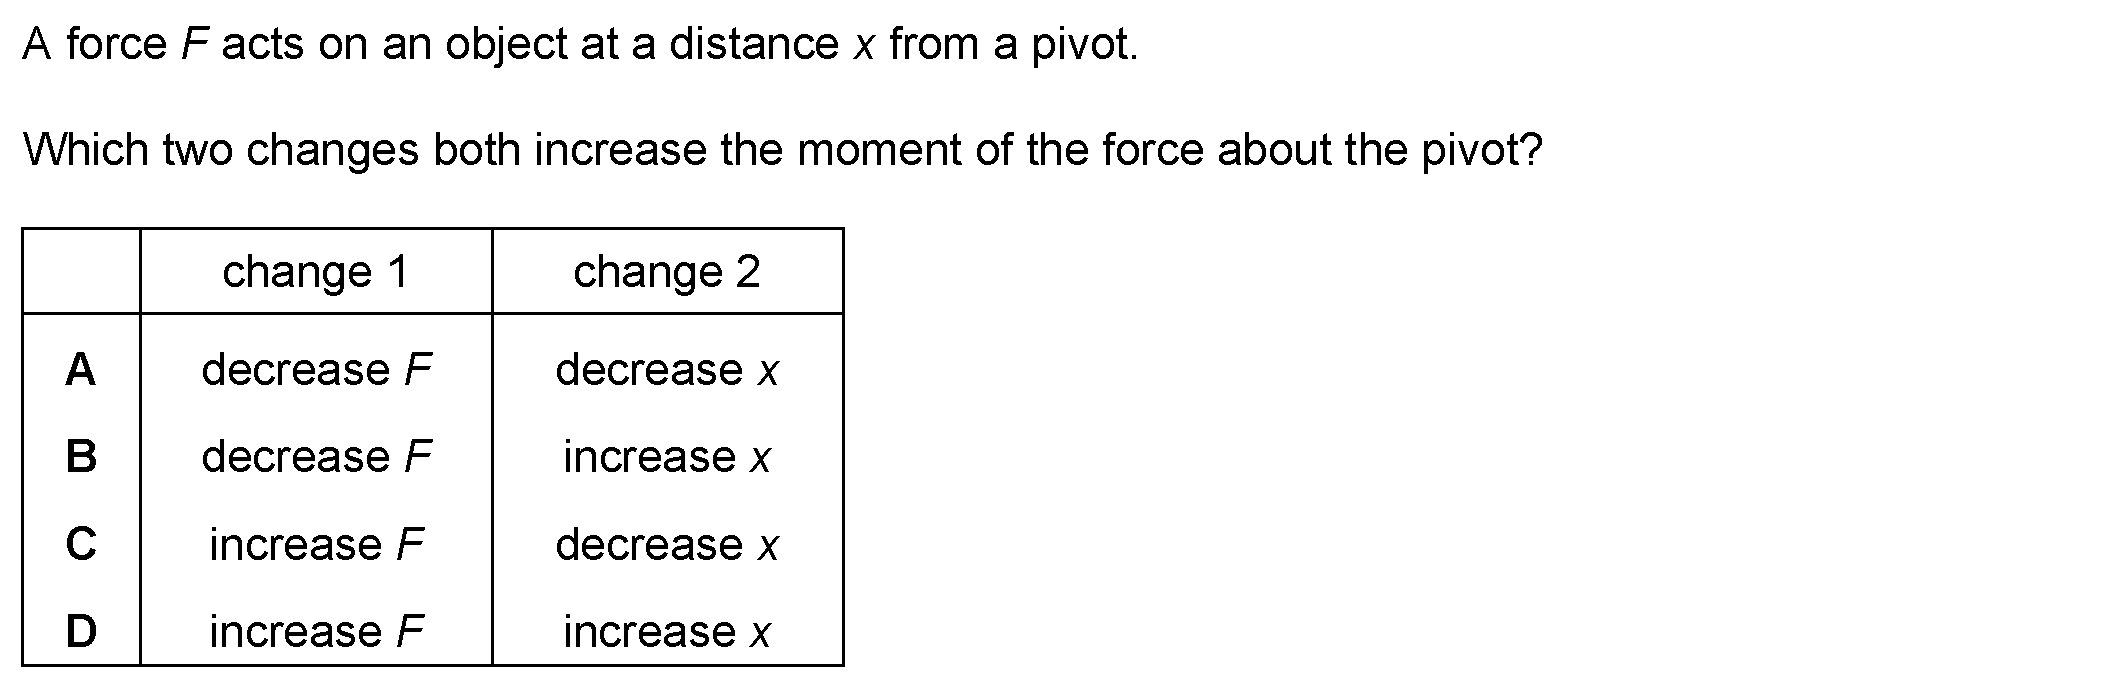 A force F acts on an object at a distance x from a pivot.
Which two changes both increase the moment of the force about the pivot?
change 1 change 2
A decrease F decrease x
B decrease F increase x
C increase F decrease x
D increase F increase x